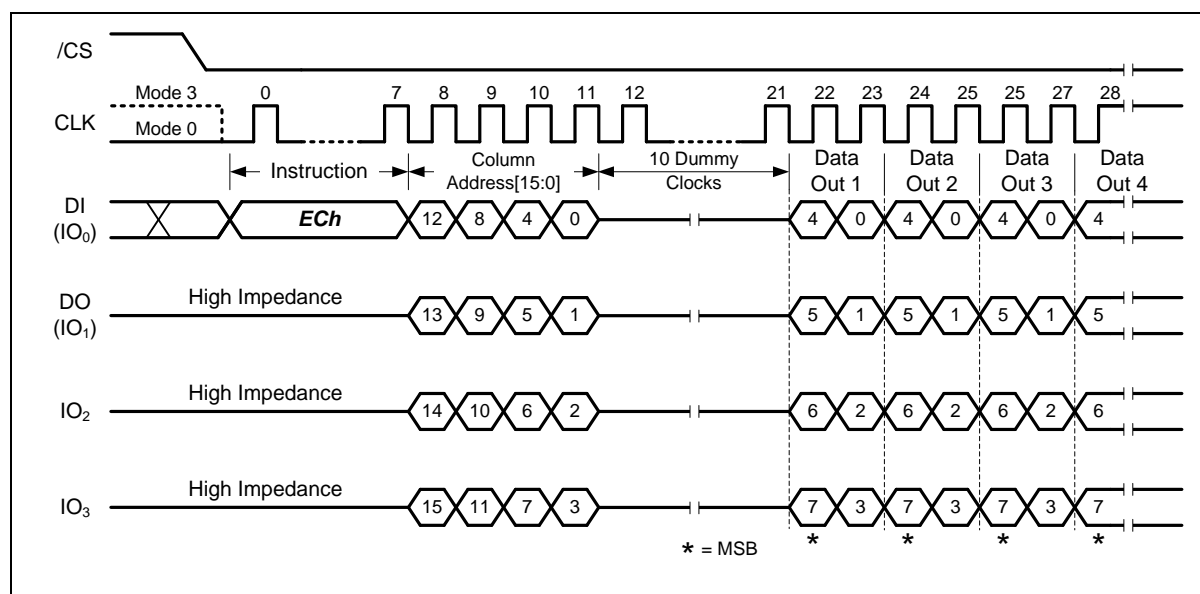 /CS
Mode 3
Mode 0
CLK
0 7 8 9 10 11 12 21 22 23 24 25 25 27 28
Instruction
Column
Address[15:0]
10 Dummy
Clocks
Data
Out 1
Data
Out 2
Data
Out 3
Data
Out 4
DI
(IO₀)
ECh
12 8 4 0 4 0 4 0 4 0 4
DO
(IO₁)
High Impedance
13 9 5 1 5 1 5 1 5 1 5
IO₂
High Impedance
14 10 6 2 6 2 6 2 6 2 6
IO₃
High Impedance
15 11 7 3 7 3 7 3 7 3 7
* * * *
* = MSB